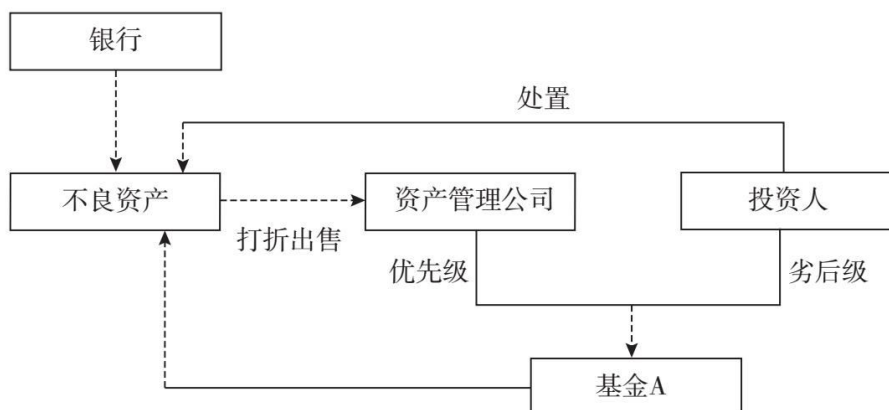 银行
处置
不良资产
资产管理公司
投资人
打折出售
优先级
劣后级
基金A